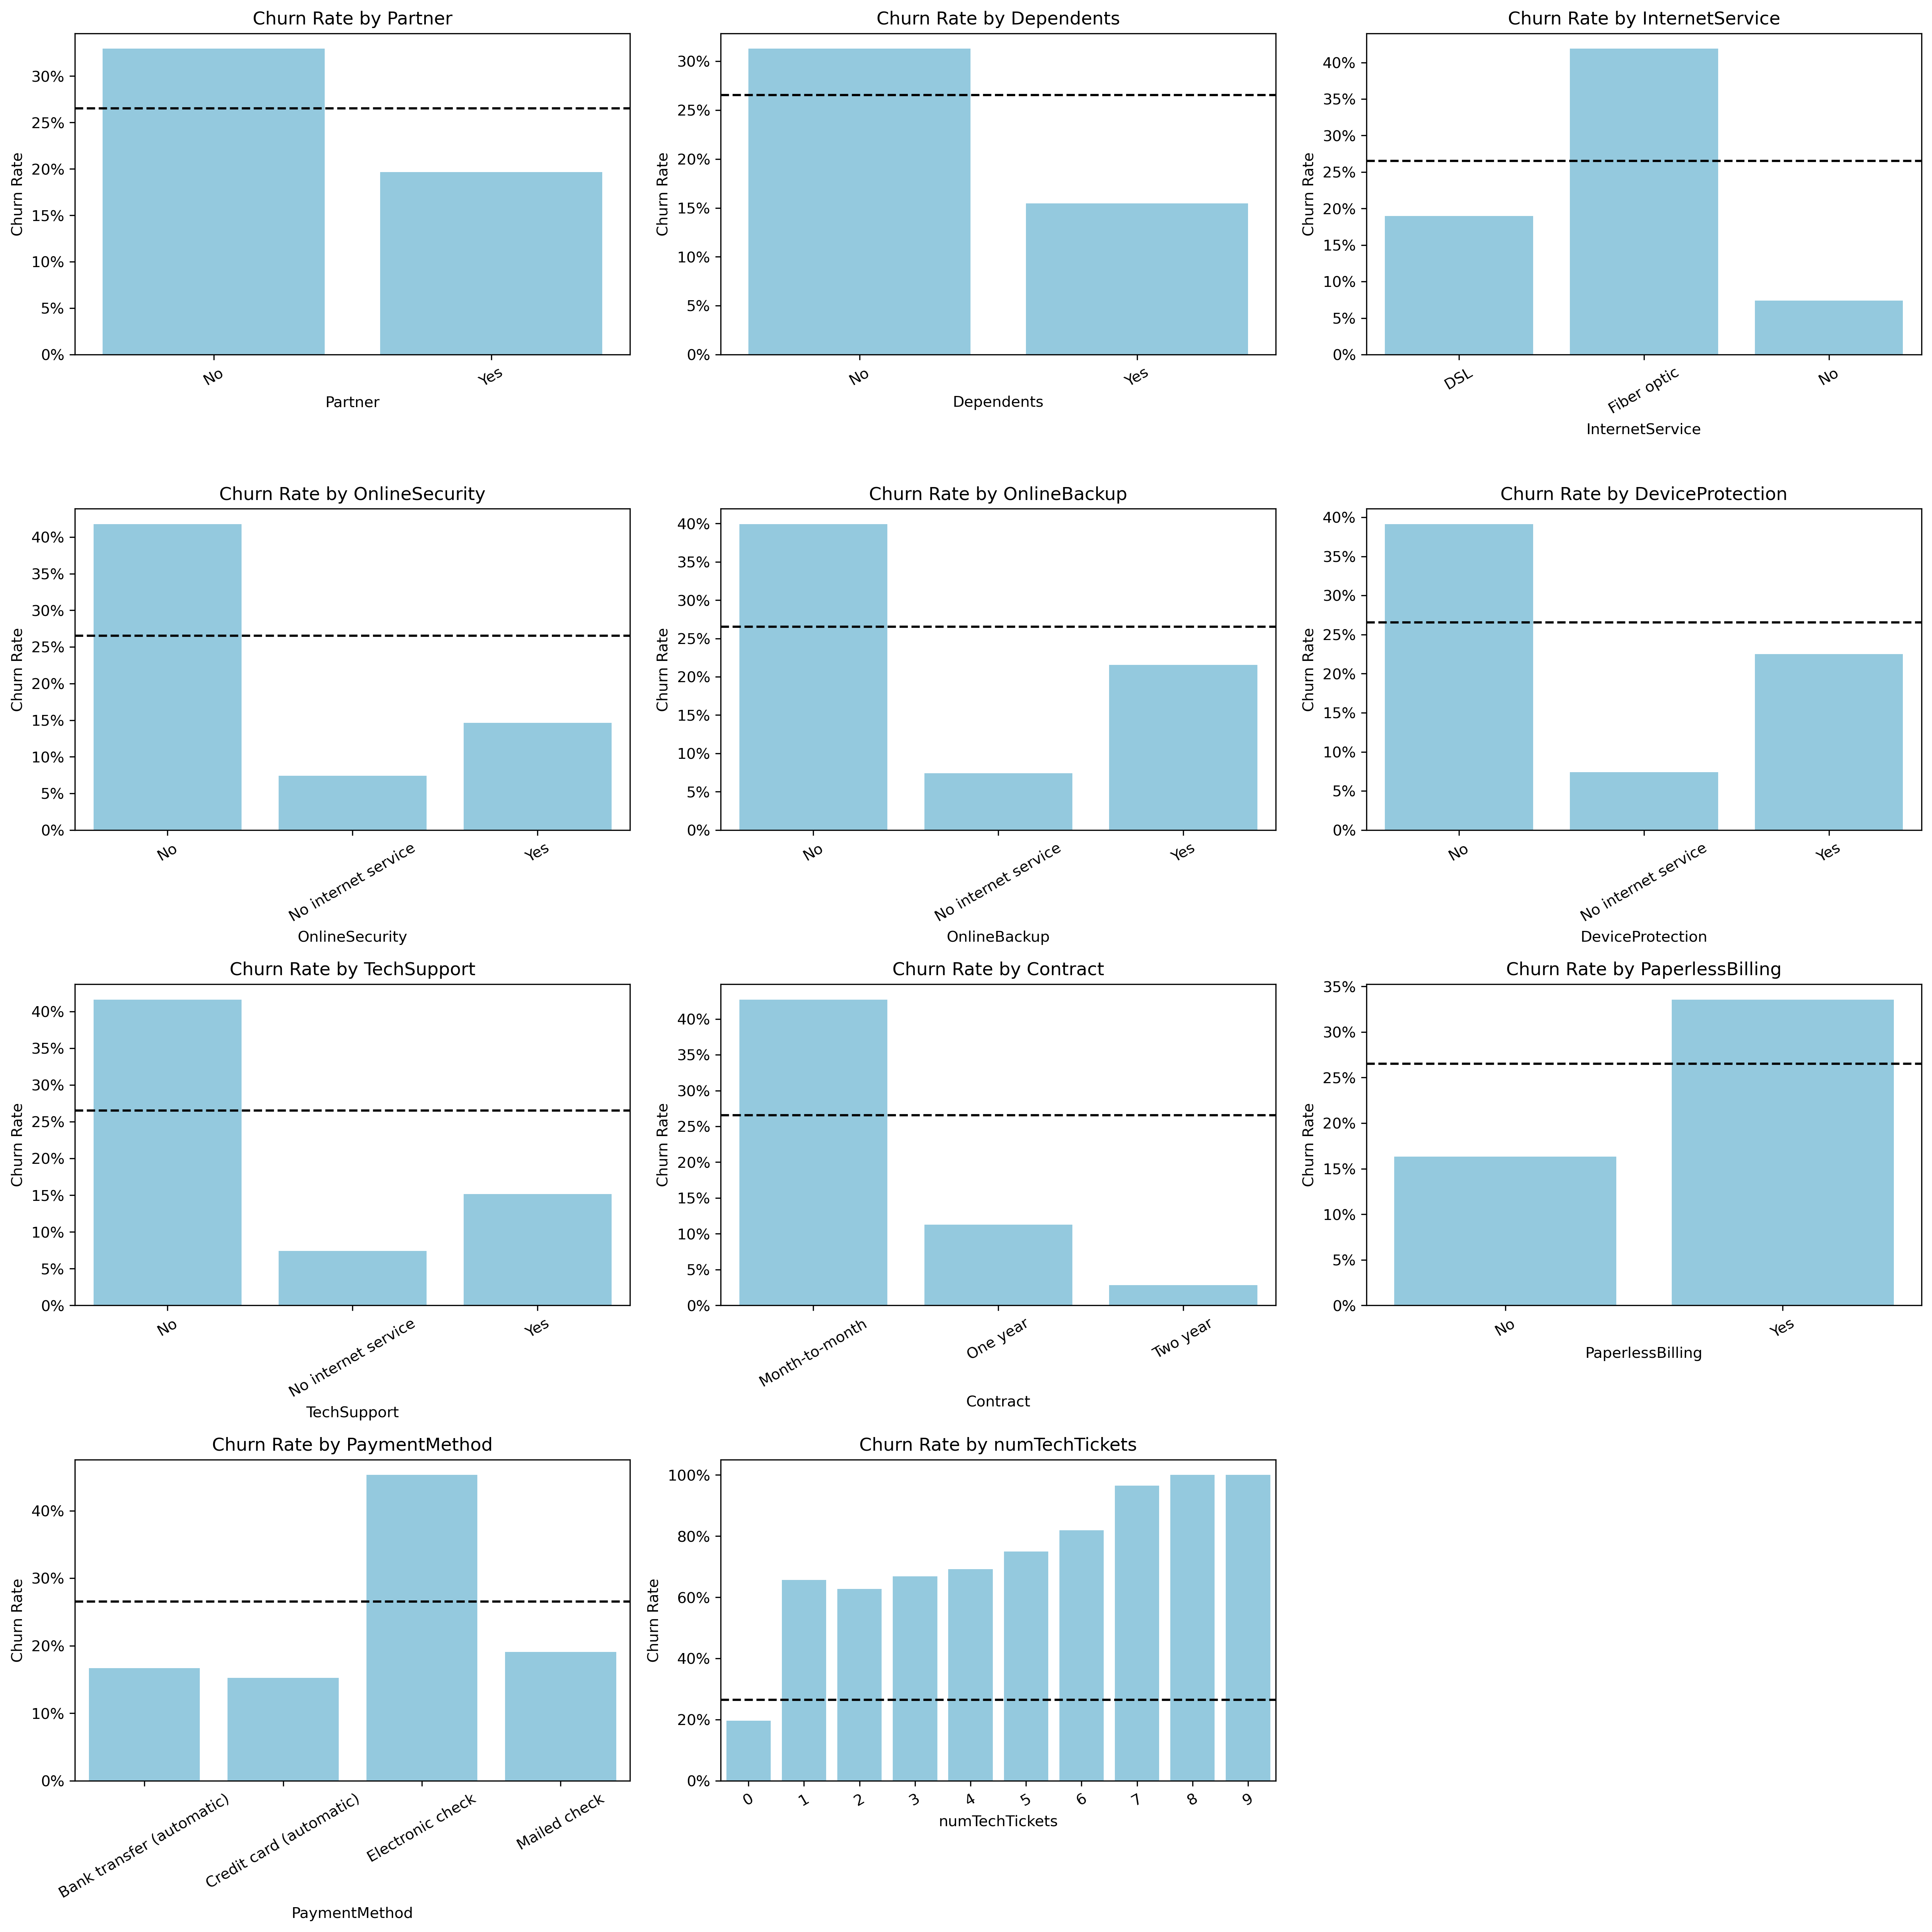 Churn Rate by Partner
Churn Rate
30%
25%
20%
15%
10%
5%
0%
No
Yes
Partner
Churn Rate by Dependents
Churn Rate
30%
25%
20%
15%
10%
5%
0%
No
Yes
Dependents
Churn Rate by InternetService
Churn Rate
40%
35%
30%
25%
20%
15%
10%
5%
0%
DSL
Fiber optic
No
InternetService
Churn Rate by OnlineSecurity
Churn Rate
40%
35%
30%
25%
20%
15%
10%
5%
0%
No
No internet service
Yes
OnlineSecurity
Churn Rate by OnlineBackup
Churn Rate
40%
35%
30%
25%
20%
15%
10%
5%
0%
No
No internet service
Yes
OnlineBackup
Churn Rate by DeviceProtection
Churn Rate
40%
35%
30%
25%
20%
15%
10%
5%
0%
No
No internet service
Yes
DeviceProtection
Churn Rate by TechSupport
Churn Rate
40%
35%
30%
25%
20%
15%
10%
5%
0%
No
No internet service
Yes
TechSupport
Churn Rate by Contract
Churn Rate
40%
35%
30%
25%
20%
15%
10%
5%
0%
Month-to-month
One year
Two year
Contract
Churn Rate by PaperlessBilling
Churn Rate
35%
30%
25%
20%
15%
10%
5%
0%
No
Yes
PaperlessBilling
Churn Rate by PaymentMethod
Churn Rate
40%
30%
20%
10%
0%
Bank transfer (automatic)
Credit card (automatic)
Electronic check
Mailed check
PaymentMethod
Churn Rate by numTechTickets
Churn Rate
100%
80%
60%
40%
20%
0%
0
1
2
3
4
5
6
7
8
9
numTechTickets